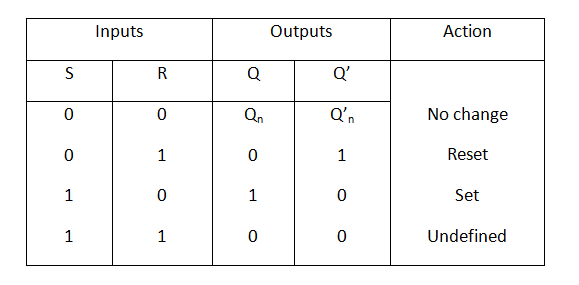 Inputs Outputs Action
S R Q Q’
0 0 Qn Q’n No change
0 1 0 1 Reset
1 0 1 0 Set
1 1 0 0 Undefined